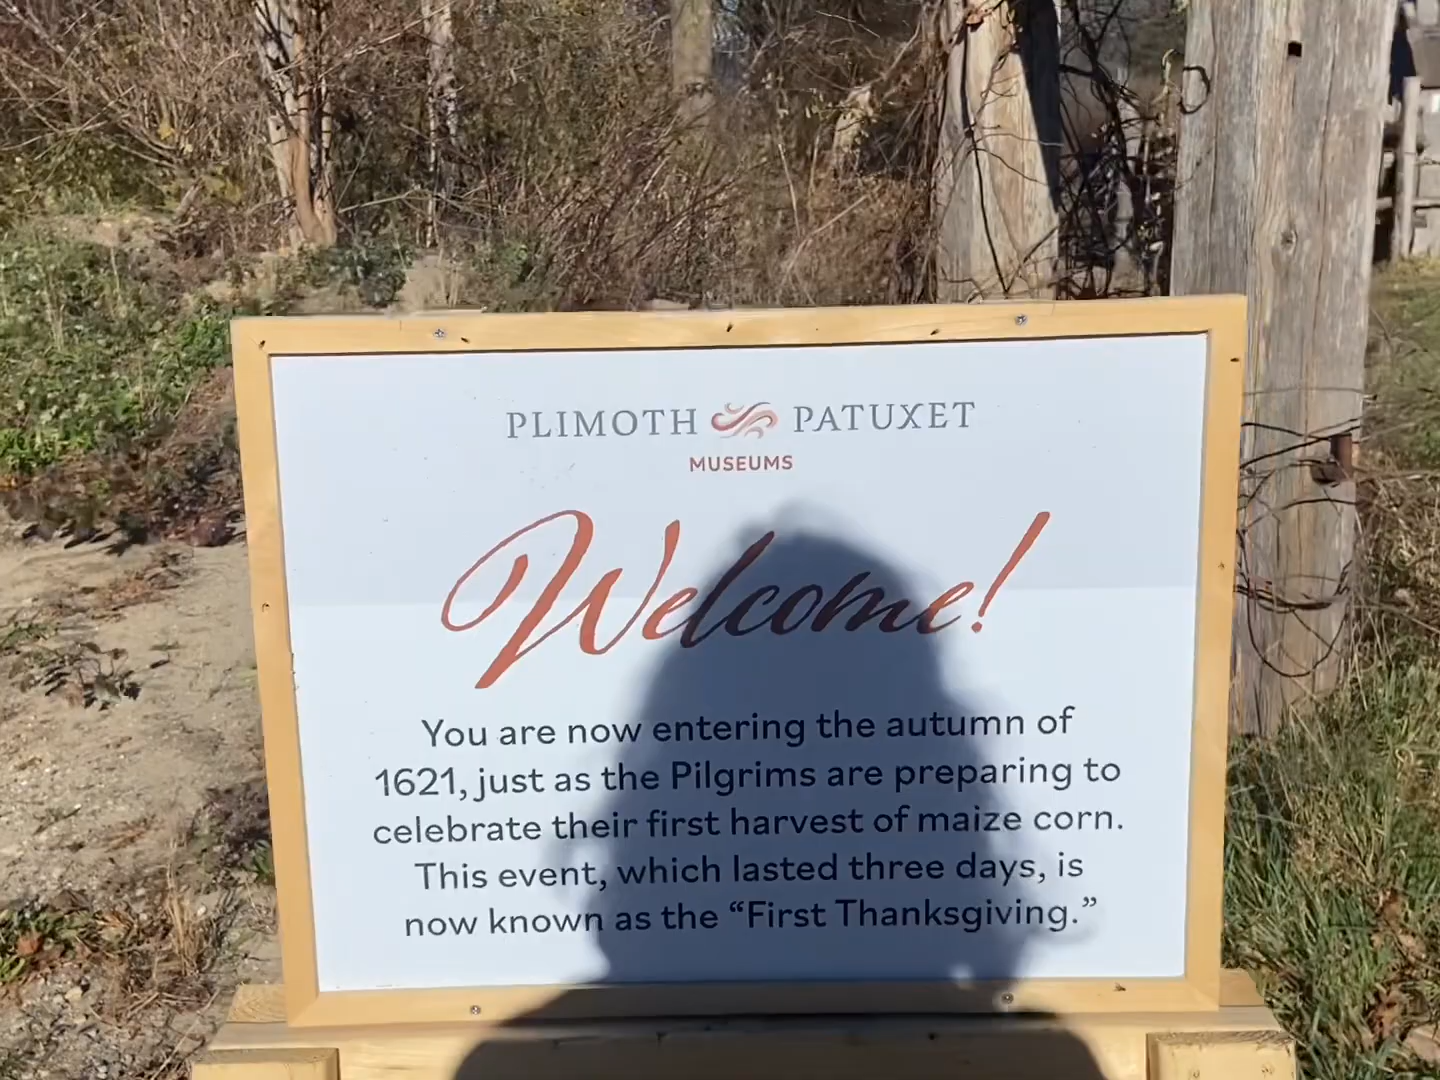 PLIMOTH PATUXET
MUSEUMS
Welcome!
You are now entering the autumn of
1621, just as the Pilgrims are preparing to
celebrate their first harvest of maize corn.
This event, which lasted three days, is
now known as the “First Thanksgiving.”